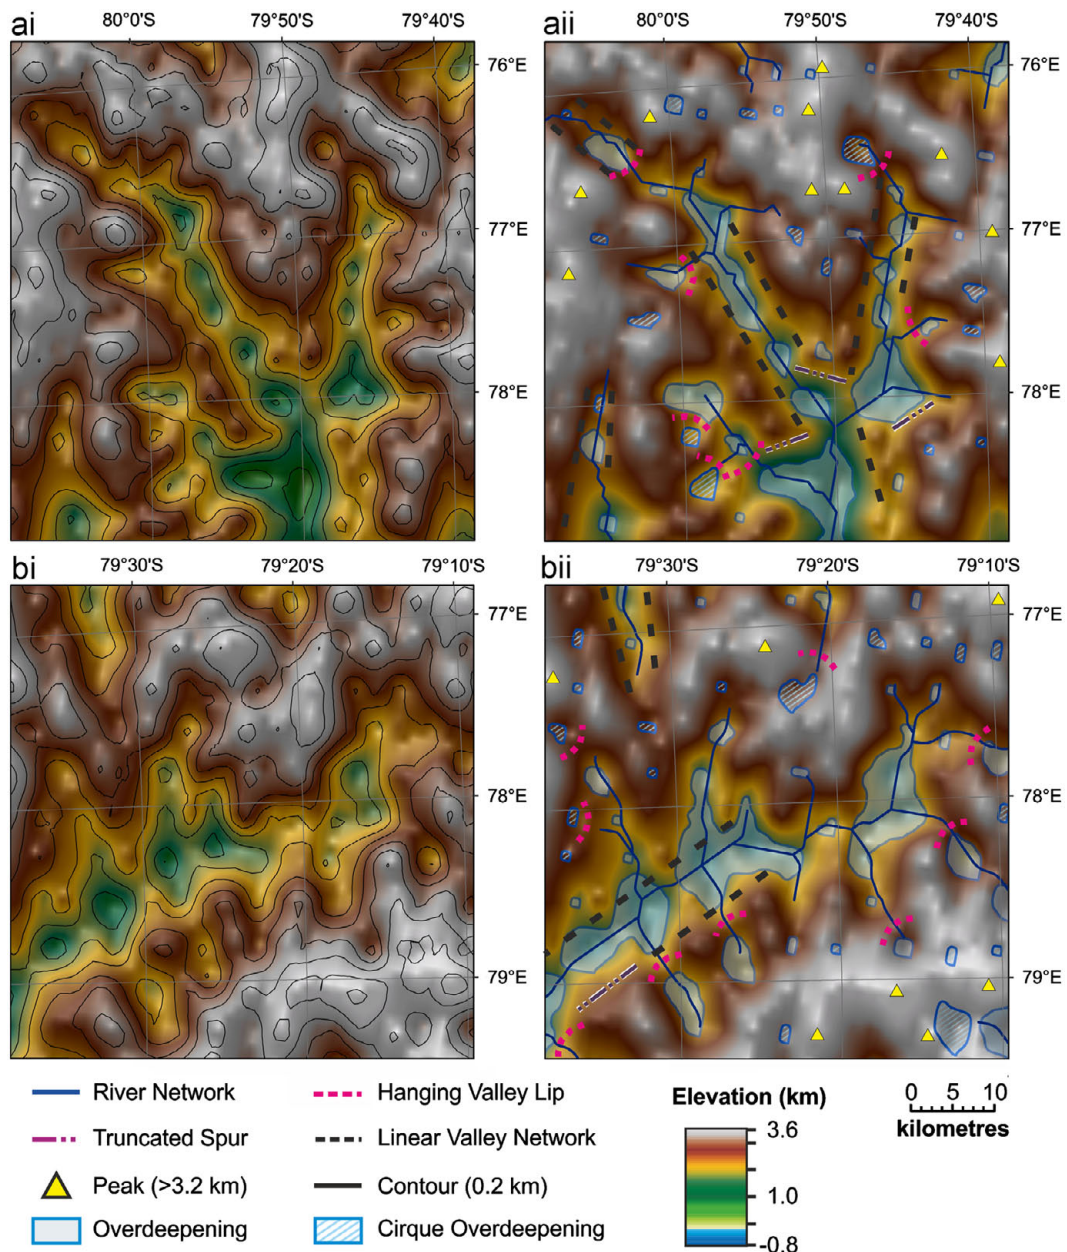 ai 80°0'S 79°50'S 79°40'S
aii 80°0'S 79°50'S 79°40'S
76°E 76°E
77°E 77°E
78°E 78°E
bi 79°30'S 79°20'S 79°10'S
bii 79°30'S 79°20'S 79°10'S
77°E 77°E
78°E 78°E
79°E 79°E
River Network
Truncated Spur
Peak (>3.2 km)
Overdeepening
Hanging Valley Lip
Linear Valley Network
Contour (0.2 km)
Cirque Overdeepening
Elevation (km)
3.6
1.0
-0.8
0 5 10
kilometres